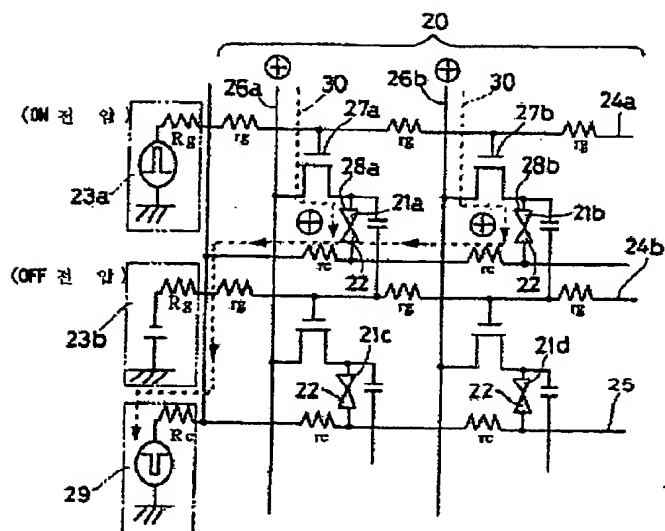 20
26a ⊕ 30 26b ⊕ 30
(ON 전 압 )
27a 27b 24a
Rg rg rg rg
23a
28a 28b
21a 21b
⊕ ⊕
22 22
rc rc
(OFF 전 압 )
24b
Rg rg rg rg
23b
21c 21d
22 22
25
Rc rc rc
29